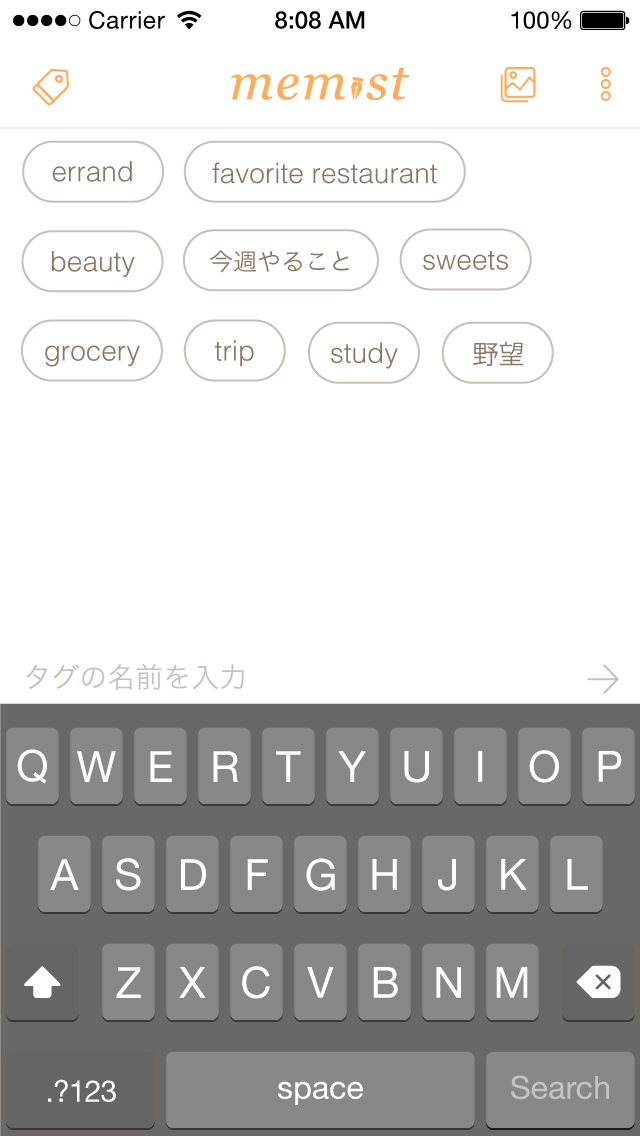 Carrier 8:08 AM 100%
memist
errand favorite restaurant
beauty 今週やること sweets
grocery trip study 野望
タグの名前を入力
Q W E R T Y U I O P
A S D F G H J K L
Z X C V B N M
.?123 space Search